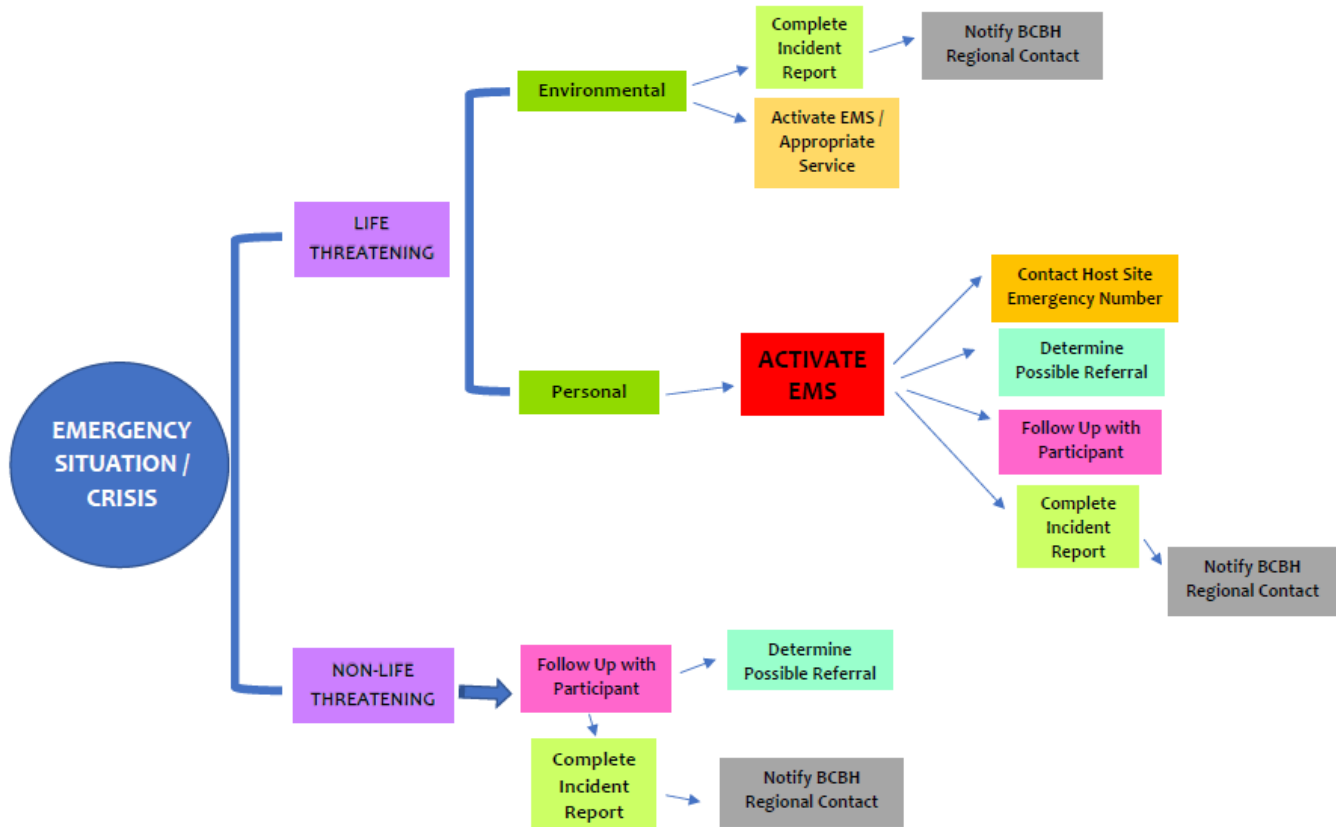 Complete
Incident
Report
Notify BCBH
Regional Contact
Environmental
Activate EMS /
Appropriate
Service
LIFE
THREATENING
Contact Host Site
Emergency Number
Determine
Possible Referral
Personal
ACTIVATE
EMS
Follow Up with
Participant
EMERGENCY
SITUATION /
CRISIS
Complete
Incident
Report
Notify BCBH
Regional Contact
NON-LIFE
THREATENING
Follow Up with
Participant
Determine
Possible Referral
Complete
Incident
Report
Notify BCBH
Regional Contact